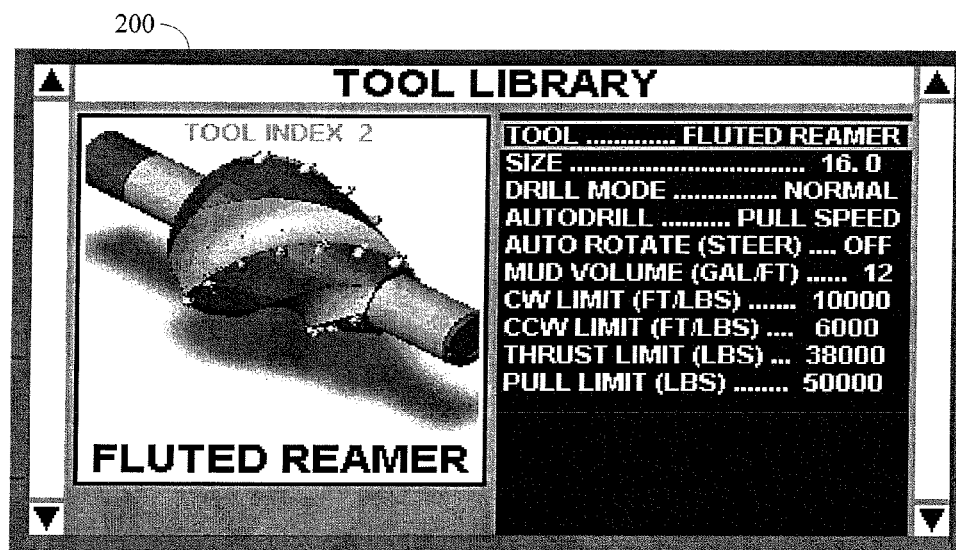 200
TOOL LIBRARY
TOOL INDEX 2
FLUTED REAMER
TOOL ............. FLUTED REAMER
SIZE .................................. 16.0
DRILL MODE ............... NORMAL
AUTODRILL .......... PULL SPEED
AUTO ROTATE (STEER) .... OFF
MUD VOLUME (GAL/FT) ...... 12
CW LIMIT (FT/LBS) ....... 10000
CCW LIMIT (FT/LBS) .... 6000
THRUST LIMIT (LBS) ... 38000
PULL LIMIT (LBS) ........ 50000